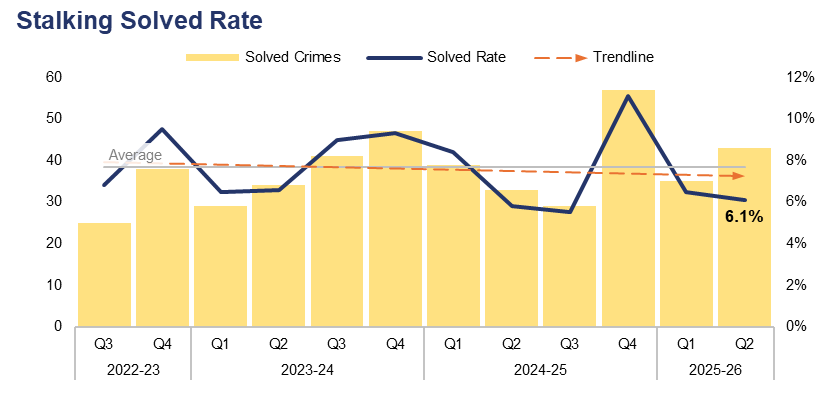 Stalking Solved Rate
Solved Crimes Solved Rate Trendline
60 12%
50 10%
Average
40 8%
30 6%
6.1%
20 4%
10 2%
0 0%
Q3 Q4 Q1 Q2 Q3 Q4 Q1 Q2 Q3 Q4 Q1 Q2
2022-23 2023-24 2024-25 2025-26